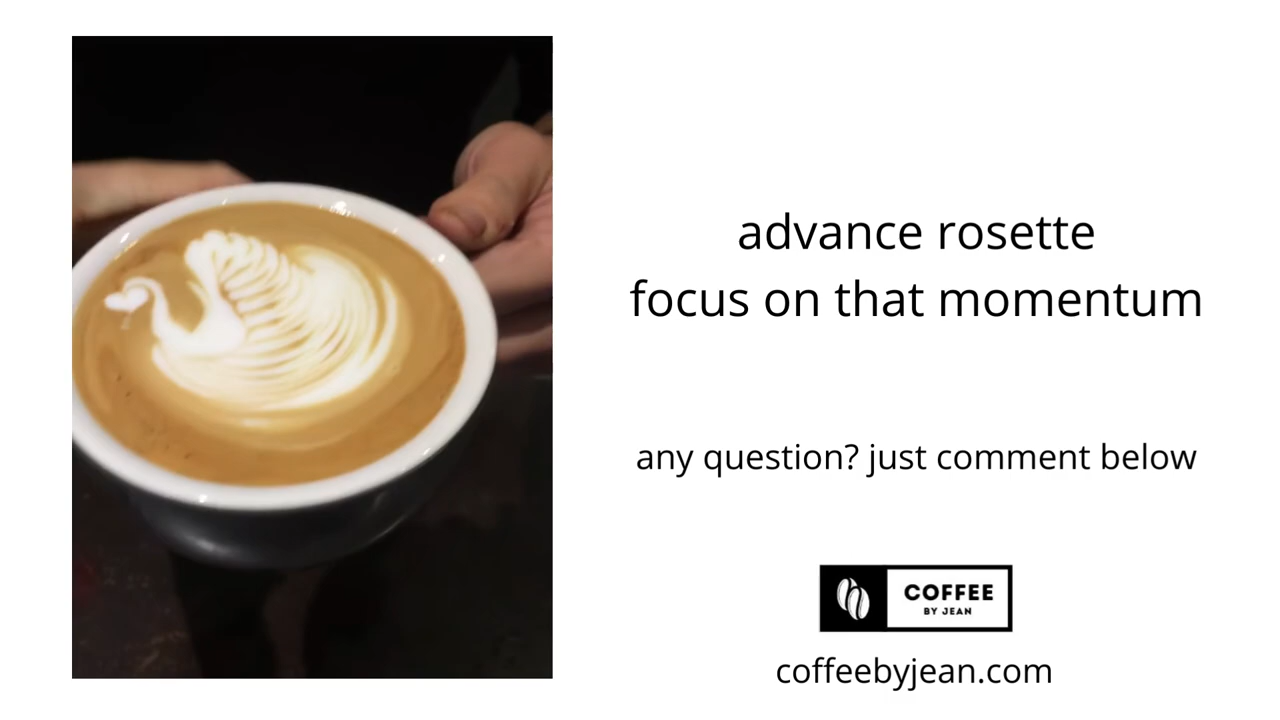 advance rosette
focus on that momentum
any question? just comment below
COFFEE
BY JEAN
coffeebyjean.com